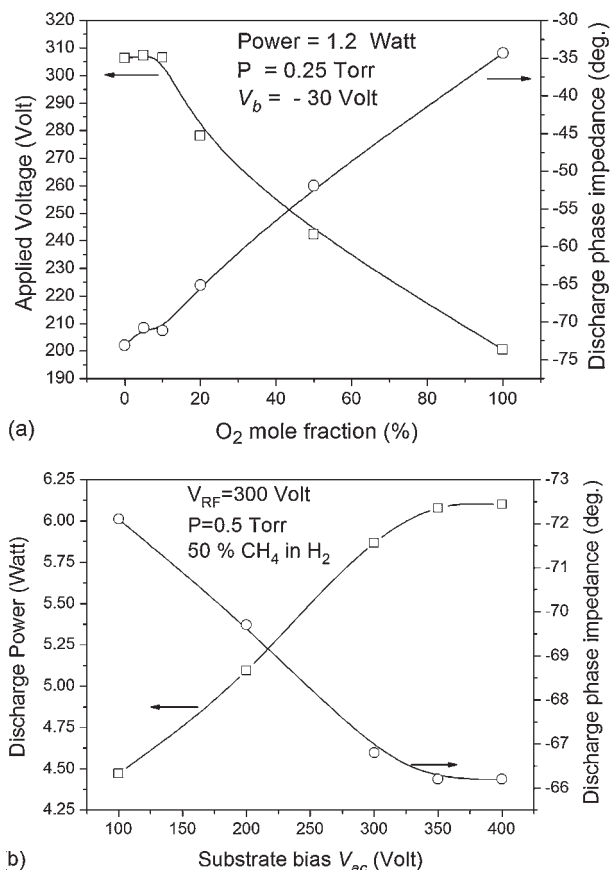 320
310
300
290
280
270
260
250
240
230
220
210
200
190
Applied Voltage (Volt)
Power = 1.2 Watt
P = 0.25 Torr
V_b = - 30 Volt
-30
-35
-40
-45
-50
-55
-60
-65
-70
-75
Discharge phase impedance (deg.)
0 20 40 60 80 100
(a)
O₂ mole fraction (%)
6.25
6.00
5.75
5.50
5.25
5.00
4.75
4.50
4.25
Discharge Power (Watt)
V_RF=300 Volt
P=0.5 Torr
50 % CH₄ in H₂
-73
-72
-71
-70
-69
-68
-67
-66
Discharge phase impedance (deg.)
100 150 200 250 300 350 400
b)
Substrate bias V_ac (Volt)